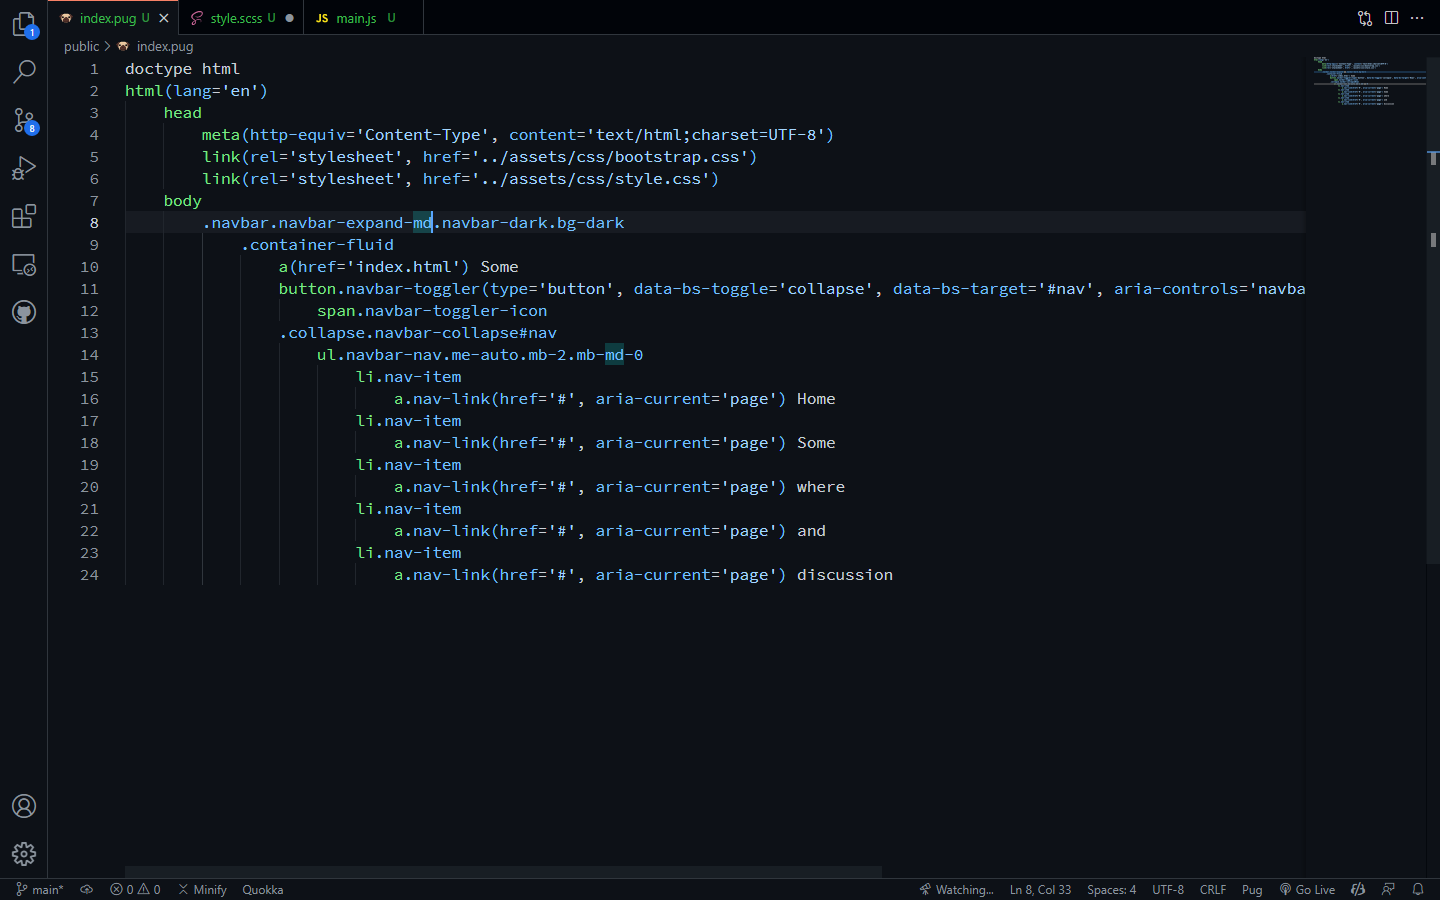 index.pug U
style.scss U
JS main.js U
public > index.pug
1 doctype html
2 html(lang='en')
3 head
4 meta(http-equiv='Content-Type', content='text/html;charset=UTF-8')
5 link(rel='stylesheet', href='../assets/css/bootstrap.css')
6 link(rel='stylesheet', href='../assets/css/style.css')
7 body
8 .navbar.navbar-expand-md.navbar-dark.bg-dark
9 .container-fluid
10 a(href='index.html') Some
11 button.navbar-toggler(type='button', data-bs-toggle='collapse', data-bs-target='#nav', aria-controls='navba
12 span.navbar-toggler-icon
13 .collapse.navbar-collapse#nav
14 ul.navbar-nav.me-auto.mb-2.mb-md-0
15 li.nav-item
16 a.nav-link(href='#', aria-current='page') Home
17 li.nav-item
18 a.nav-link(href='#', aria-current='page') Some
19 li.nav-item
20 a.nav-link(href='#', aria-current='page') where
21 li.nav-item
22 a.nav-link(href='#', aria-current='page') and
23 li.nav-item
24 a.nav-link(href='#', aria-current='page') discussion
1
8
main* 0 0 Minify Quokka Watching... Ln 8, Col 33 Spaces: 4 UTF-8 CRLF Pug Go Live